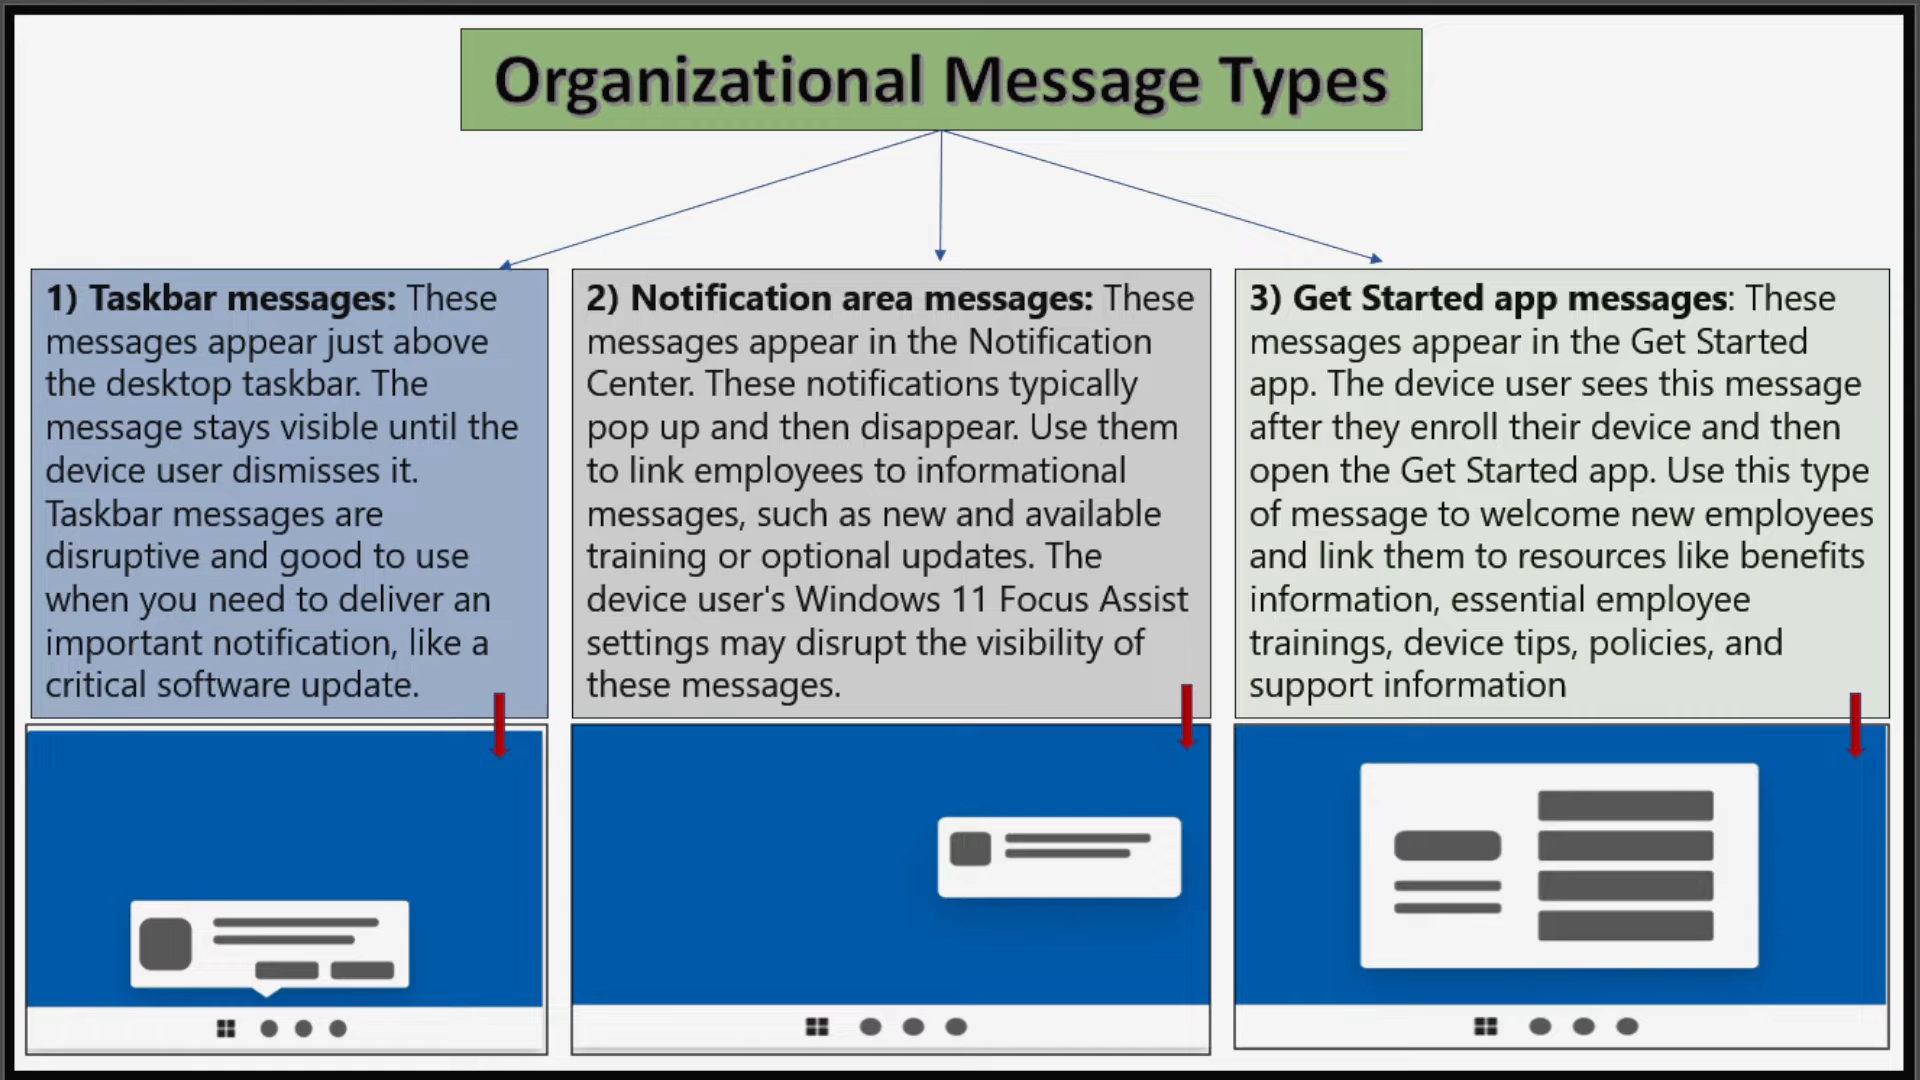 Organizational Message Types
1) Taskbar messages: These
messages appear just above
the desktop taskbar. The
message stays visible until the
device user dismisses it.
Taskbar messages are
disruptive and good to use
when you need to deliver an
important notification, like a
critical software update.
2) Notification area messages: These
messages appear in the Notification
Center. These notifications typically
pop up and then disappear. Use them
to link employees to informational
messages, such as new and available
training or optional updates. The
device user's Windows 11 Focus Assist
settings may disrupt the visibility of
these messages.
3) Get Started app messages: These
messages appear in the Get Started
app. The device user sees this message
after they enroll their device and then
open the Get Started app. Use this type
of message to welcome new employees
and link them to resources like benefits
information, essential employee
trainings, device tips, policies, and
support information